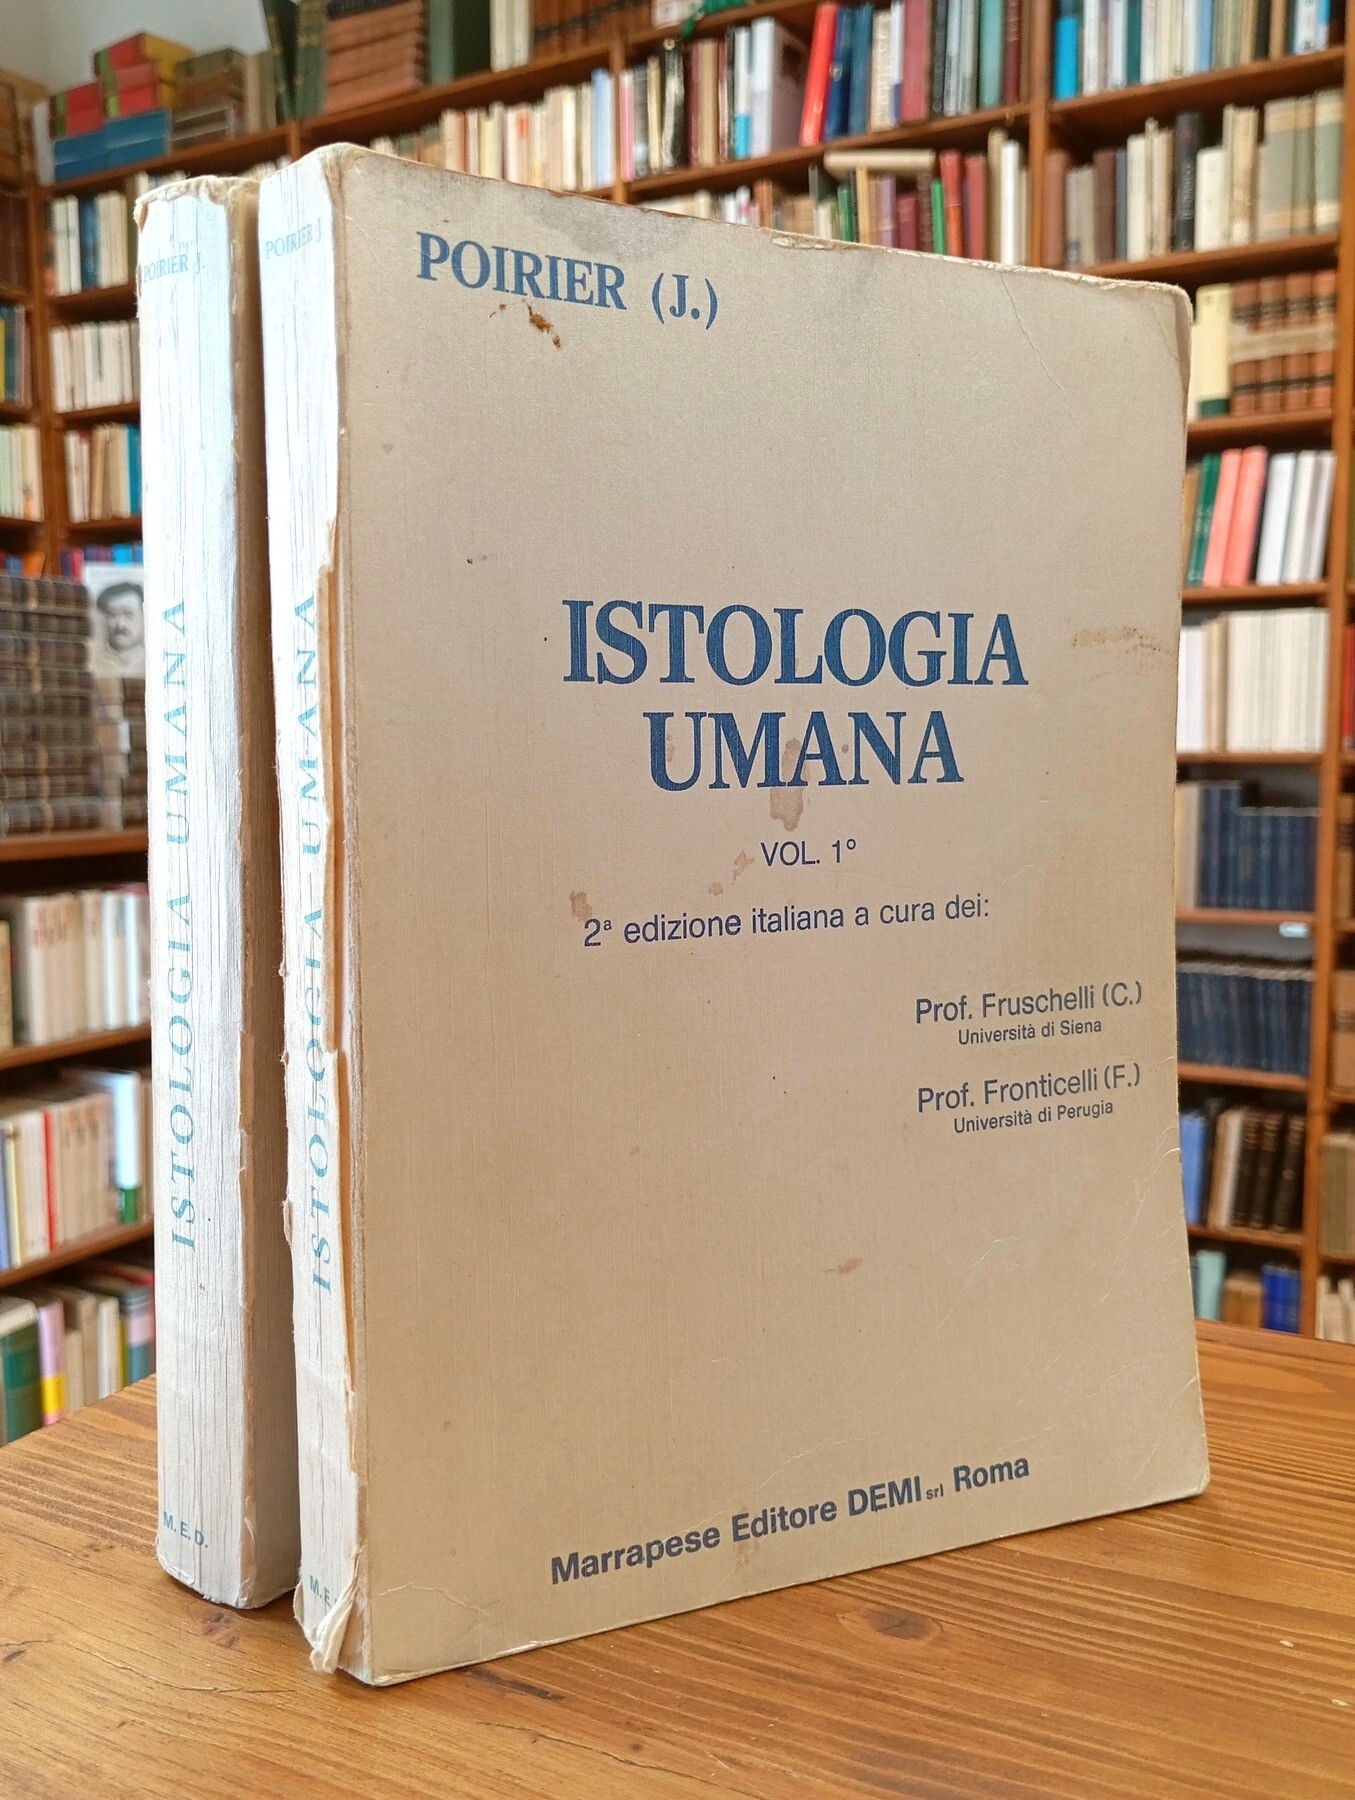 POIRIER J.
ISTOLOGIA UMANA
M.E.D.
POIRIER J.
ISTOLOGIA UMANA
M.E.
POIRIER (J.)
ISTOLOGIA
UMANA
VOL. 1°
2ª edizione italiana a cura dei:
Prof. Fruschelli (C.)
Università di Siena
Prof. Fronticelli (F.)
Università di Perugia
Marrapese Editore DEMI srl Roma